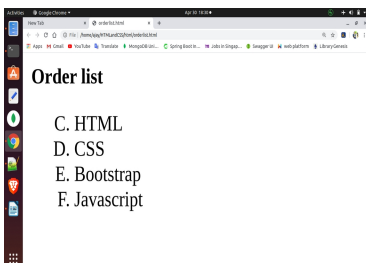 Activities Google Chrome Apr 30 18:30
New Tab orderlist.html
File /home/ajay/HTMLandCSS/html/orderlist.html
Apps Gmail YouTube Translate MongoDB Uni... Spring Boot In... Jobs in Singap... Swagger UI web platform Library Genesis
Order list
C. HTML
D. CSS
E. Bootstrap
F. Javascript